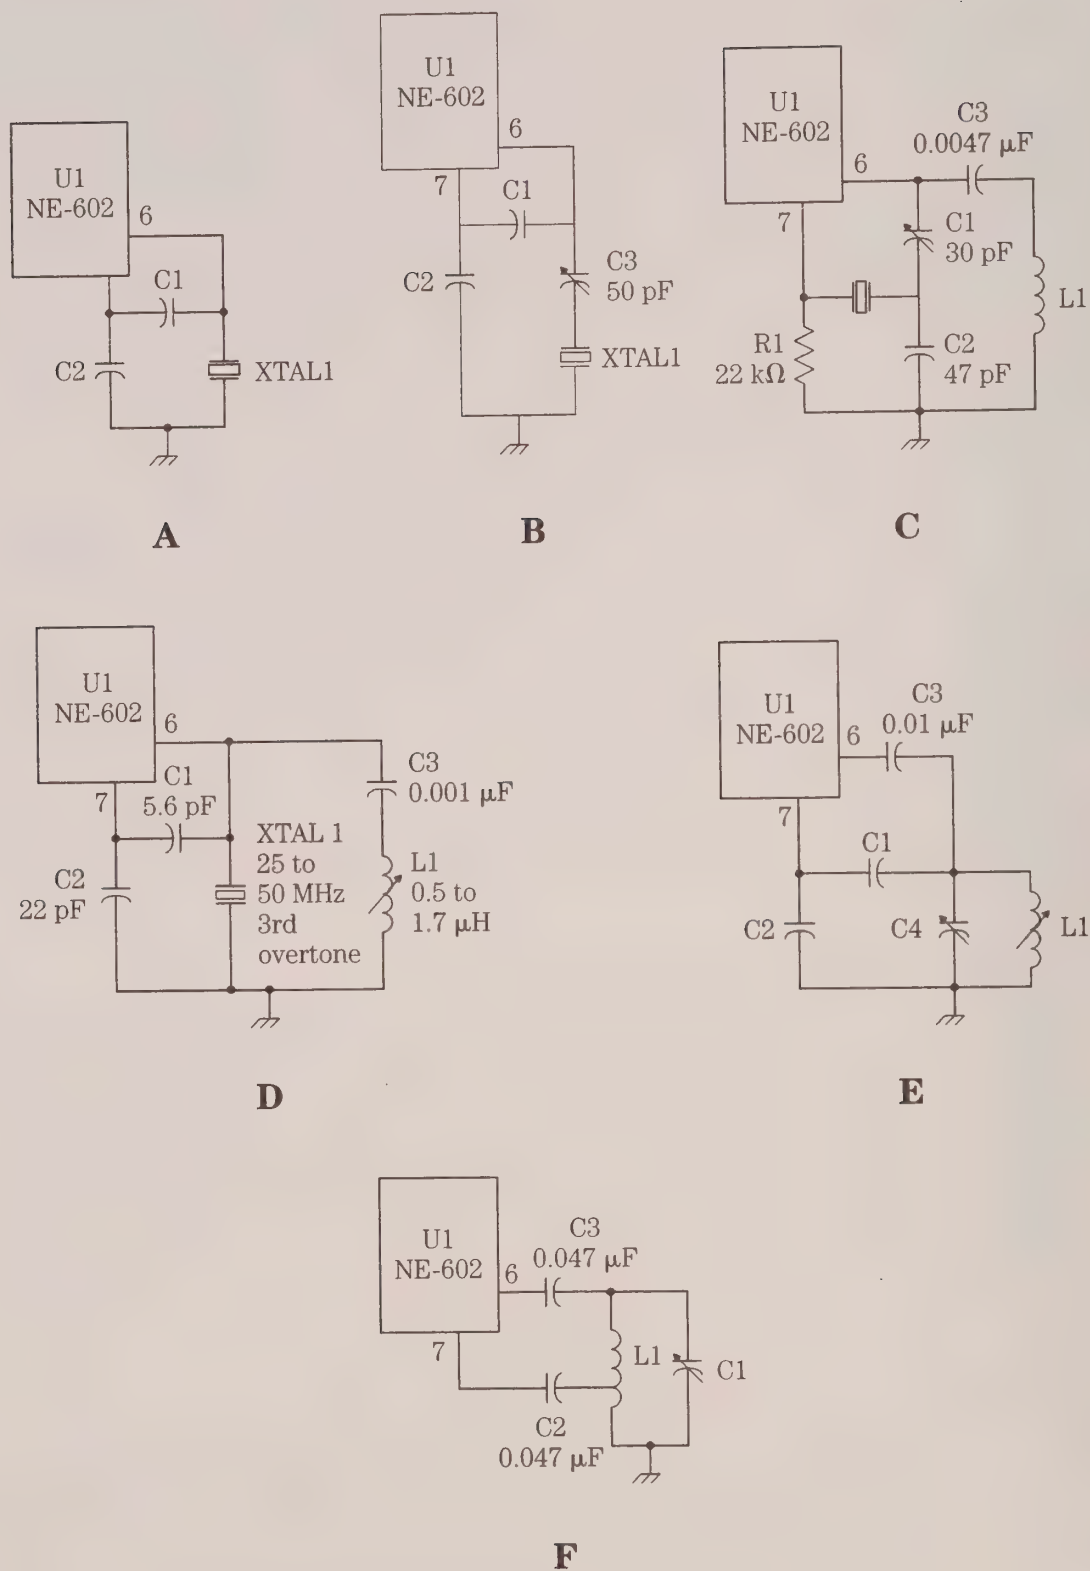 U1
NE-602
6
C1
C2
XTAL1
A
U1
NE-602
6
7
C1
C2
C3
50 pF
XTAL1
B
U1
NE-602
6
7
C3
0.0047 µF
C1
30 pF
L1
R1
22 kΩ
C2
47 pF
C
U1
NE-602
6
7
C1
5.6 pF
C2
22 pF
XTAL 1
25 to
50 MHz
3rd
overtone
C3
0.001 µF
L1
0.5 to
1.7 µH
D
U1
NE-602
6
7
C3
0.01 µF
C1
C2
C4
L1
E
U1
NE-602
6
7
C3
0.047 µF
L1
C1
C2
0.047 µF
F